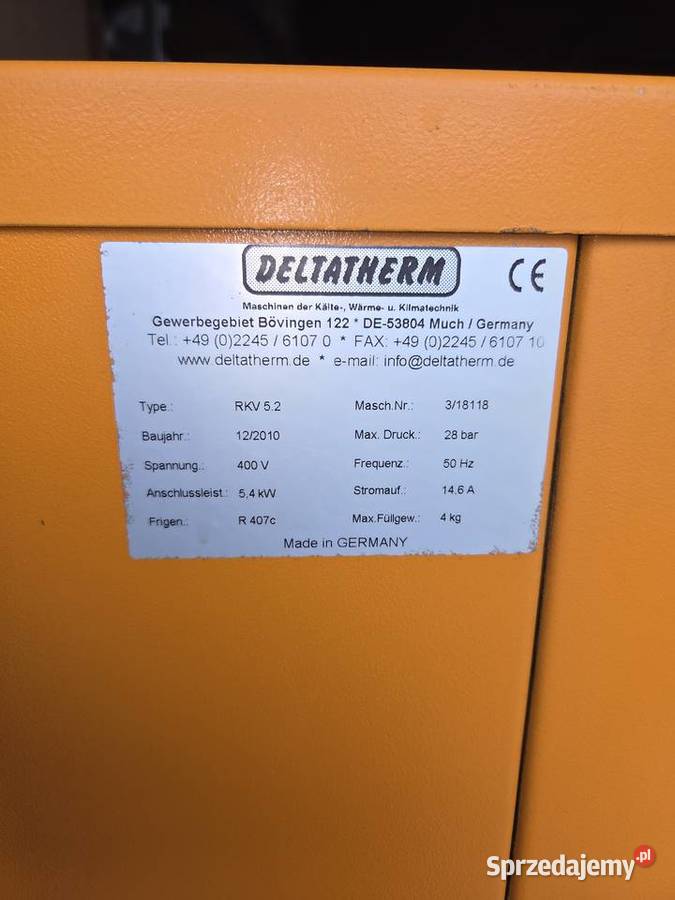 DELTATHERM
CE
Maschinen der Kälte-, Wärme- u. Klimatechnik
Gewerbegebiet Bövingen 122 * DE-53804 Much / Germany
Tel.: +49 (0)2245 / 6107 0 * FAX: +49 (0)2245 / 6107 10
www.deltatherm.de * e-mail: info@deltatherm.de
Type.: RKV 5.2 Masch.Nr.: 3/18118
Baujahr.: 12/2010 Max. Druck.: 28 bar
Spannung.: 400 V Frequenz.: 50 Hz
Anschlussleist.: 5,4 kW Stromauf.: 14,6 A
Frigen.: R 407c Max.Füllgew.: 4 kg
Made in GERMANY
Sprzedajemy.pl